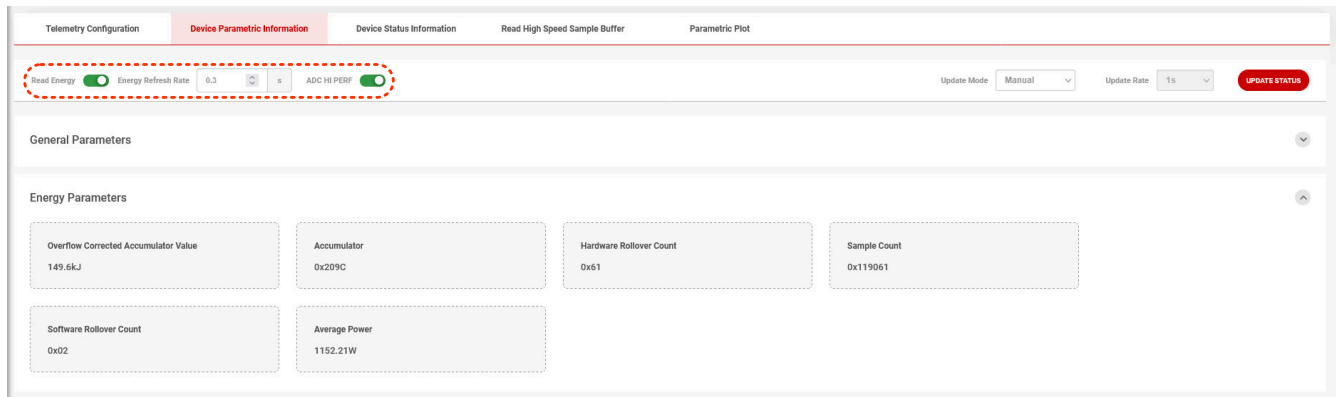 Telemetry Configuration Device Parametric Information Device Status Information Read High Speed Sample Buffer Parametric Plot
Read Energy Energy Refresh Rate 0.3 s ADC HI PERF Update Mode Manual Update Rate 1s UPDATE STATUS
General Parameters
Energy Parameters
Overflow Corrected Accumulator Value Accumulator Hardware Rollover Count Sample Count
149.6kJ 0x209C 0x61 0x119061
Software Rollover Count Average Power
0x02 1152.21W